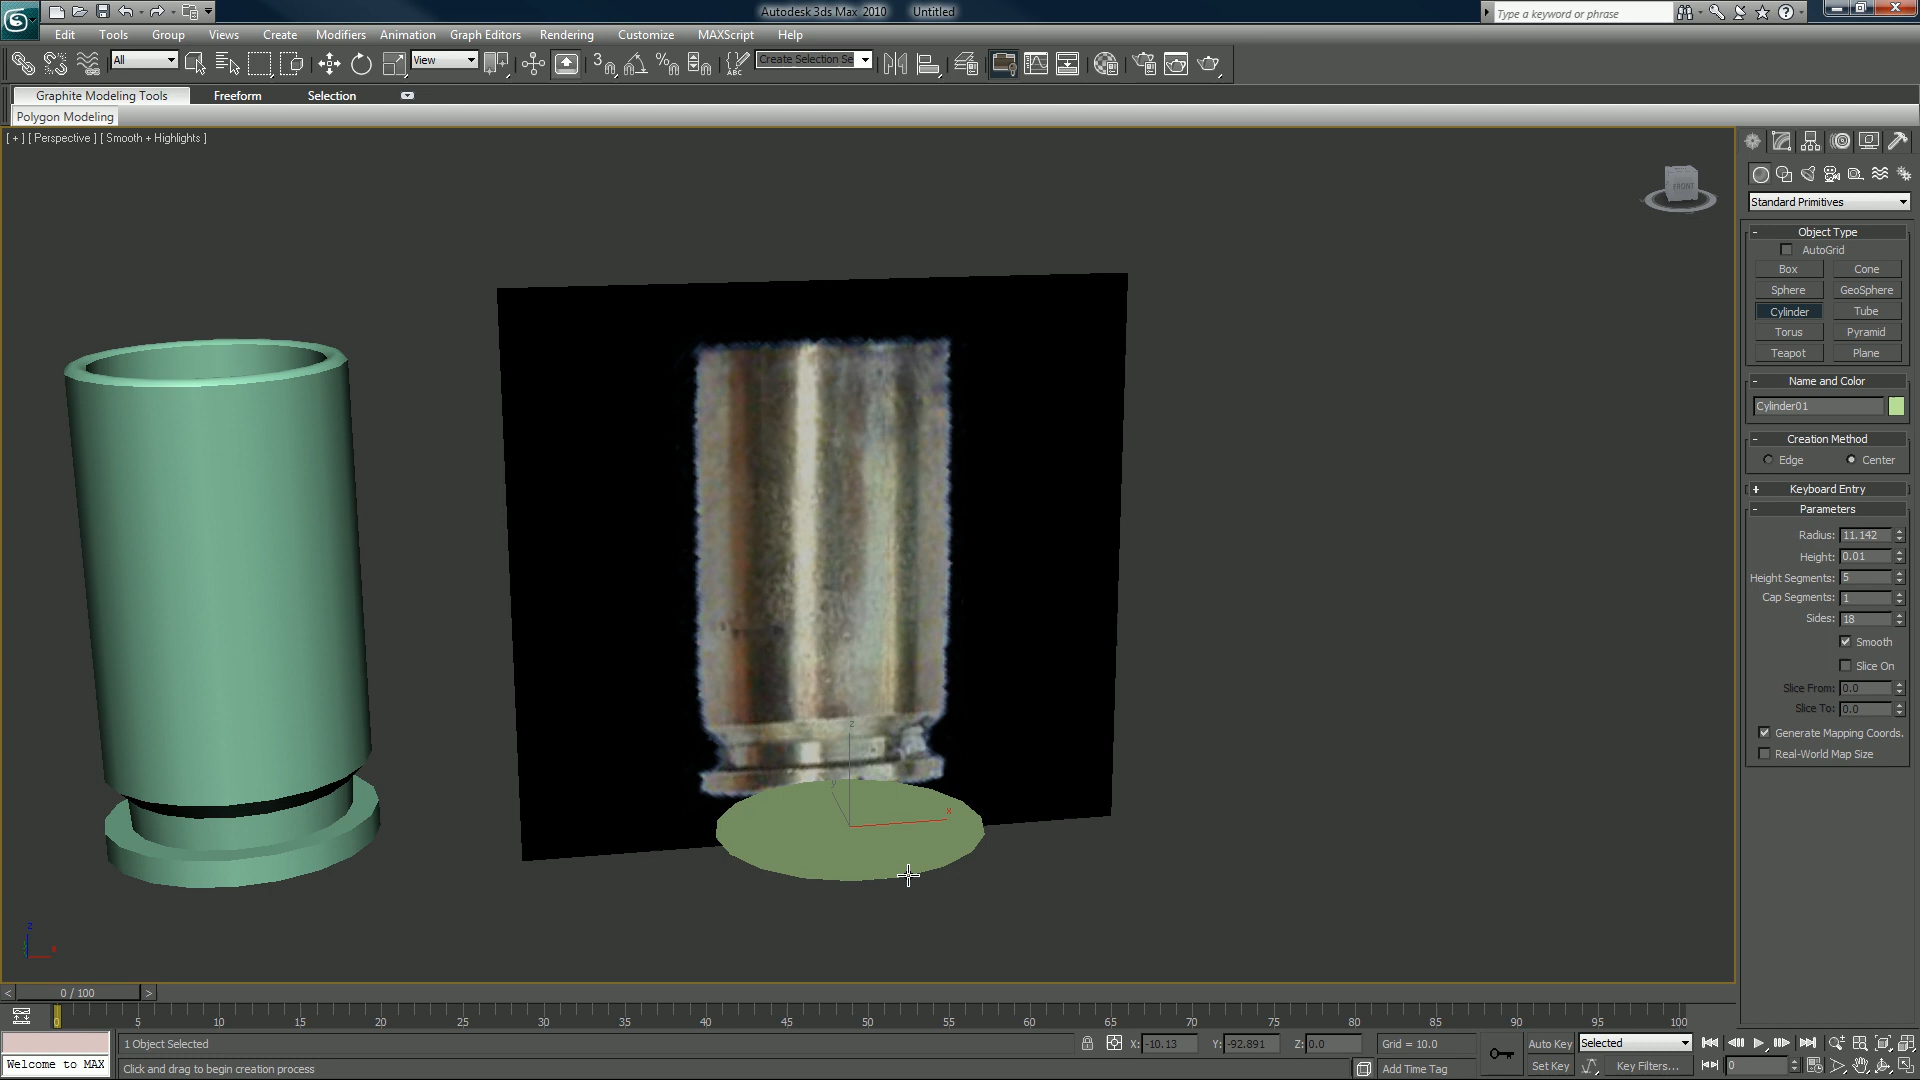 Autodesk 3ds Max 2010 Untitled
Type a keyword or phrase
Edit Tools Group Views Create Modifiers Animation Graph Editors Rendering Customize MAXScript Help
All
View
3
ABC
Create Selection Se
Graphite Modeling Tools Freeform Selection
Polygon Modeling
[ + ] [ Perspective ] [ Smooth + Highlights ]
FRONT
Standard Primitives
- Object Type
AutoGrid
Box Cone
Sphere GeoSphere
Cylinder Tube
Torus Pyramid
Teapot Plane
- Name and Color
Cylinder01
- Creation Method
Edge Center
+ Keyboard Entry
- Parameters
Radius: 11.142
Height: 0.01
Height Segments: 5
Cap Segments: 1
Sides: 18
Smooth
Slice On
Slice From: 0.0
Slice To: 0.0
Generate Mapping Coords.
Real-World Map Size
z
y
x
z
x
< 0 / 100 >
0 5 10 15 20 25 30 35 40 45 50 55 60 65 70 75 80 85 90 95 100
1 Object Selected X: -10.13 Y: -92.891 Z: 0.0 Grid = 10.0 Auto Key Selected
Welcome to MAX Click and drag to begin creation process Add Time Tag Set Key Key Filters... 0